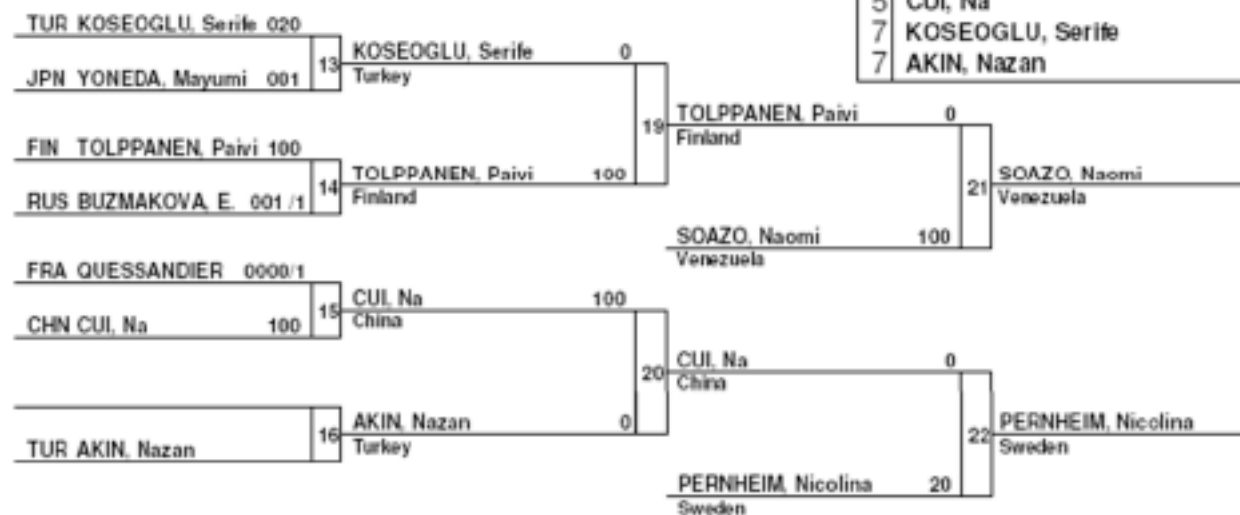 5 CUI, Na
7 KOSEOGLU, Serife
7 AKIN, Nazan
TUR KOSEOGLU, Serife 020
JPN YONEDA, Mayumi 001
13
KOSEOGLU, Serife 0
Turkey
FIN TOLPPANEN, Paivi 100
RUS BUZMAKOVA, E. 001 /1
14
TOLPPANEN, Paivi 100
Finland
19
TOLPPANEN, Paivi 0
Finland
SOAZO, Naomi 100
Venezuela
21
SOAZO, Naomi
Venezuela
FRA QUESSANDIER 0000/1
CHN CUI, Na 100
15
CUI, Na 100
China
TUR AKIN, Nazan
16
AKIN, Nazan 0
Turkey
20
CUI, Na 0
China
PERNHEIM, Nicolina 20
Sweden
22
PERNHEIM, Nicolina
Sweden